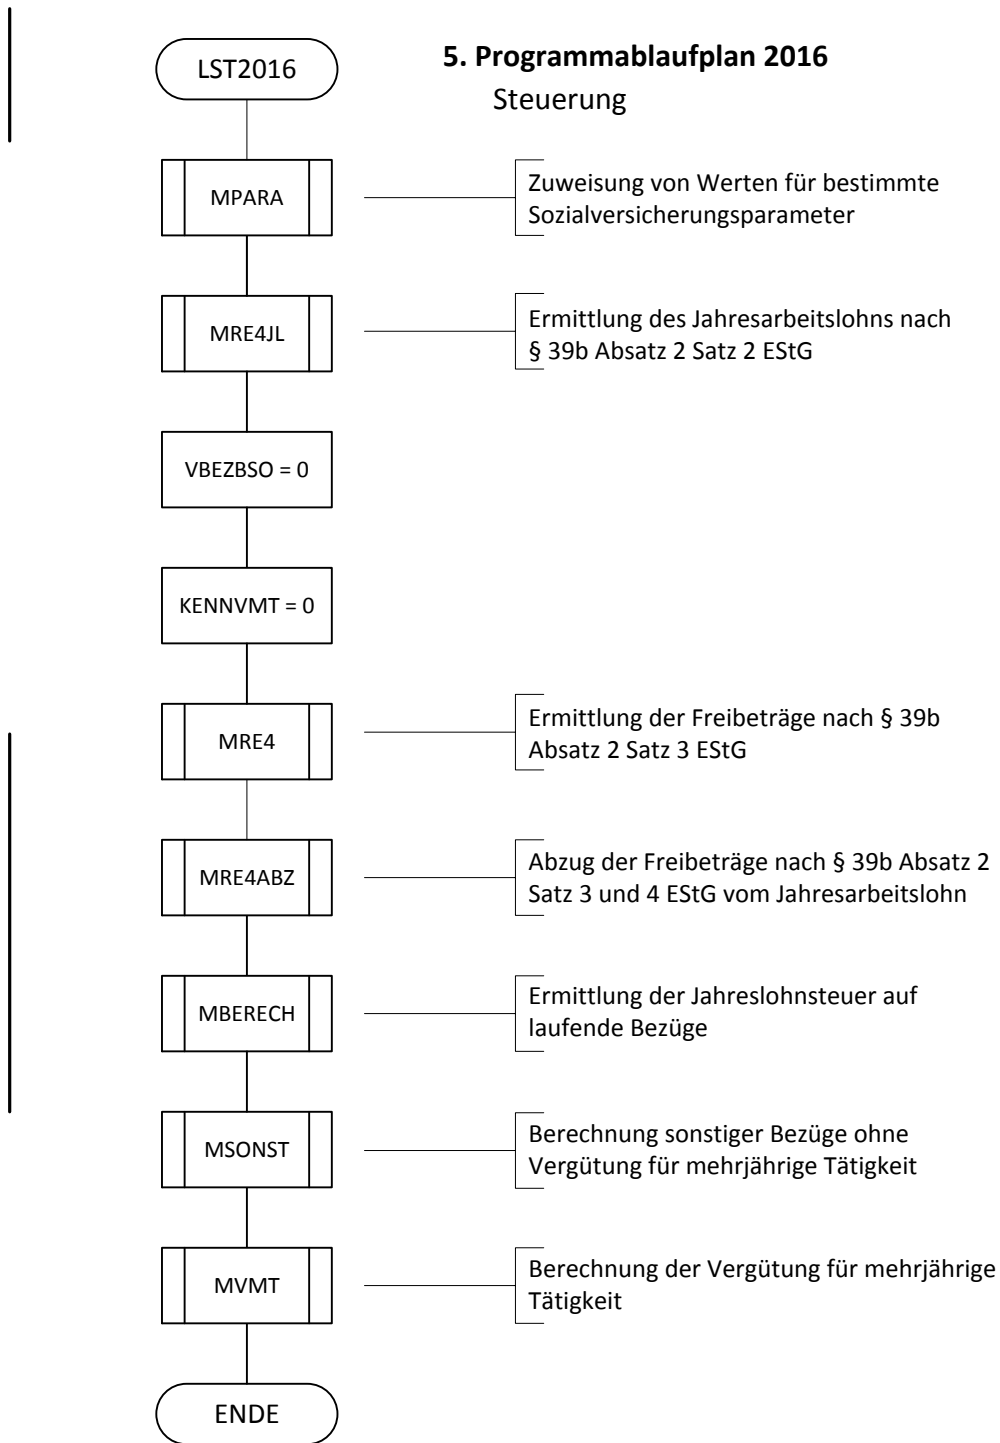 LST2016
5. Programmablaufplan 2016
Steuerung
MPARA
Zuweisung von Werten für bestimmte
Sozialversicherungsparameter
MRE4JL
Ermittlung des Jahresarbeitslohns nach
§ 39b Absatz 2 Satz 2 EStG
VBEZBSO = 0
KENNVMT = 0
MRE4
Ermittlung der Freibeträge nach § 39b
Absatz 2 Satz 3 EStG
MRE4ABZ
Abzug der Freibeträge nach § 39b Absatz 2
Satz 3 und 4 EStG vom Jahresarbeitslohn
MBERECH
Ermittlung der Jahreslohnsteuer auf
laufende Bezüge
MSONST
Berechnung sonstiger Bezüge ohne
Vergütung für mehrjährige Tätigkeit
MVMT
Berechnung der Vergütung für mehrjährige
Tätigkeit
ENDE